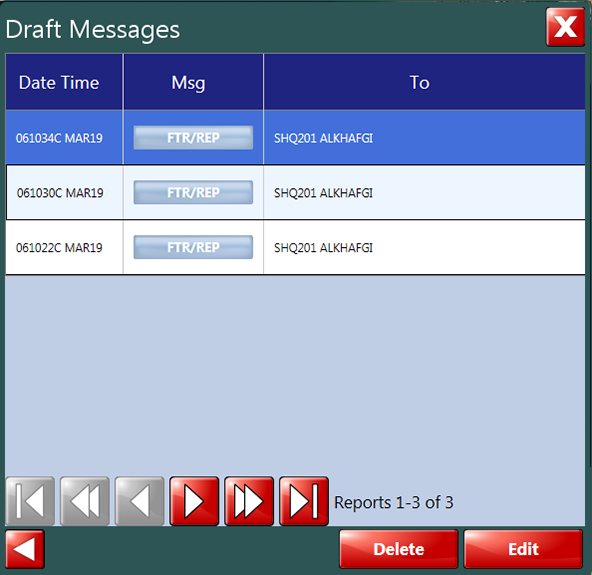 Draft Messages
Date Time Msg To
061034C MAR19 FTR/REP SHQ201 ALKHAFGI
061030C MAR19 FTR/REP SHQ201 ALKHAFGI
061022C MAR19 FTR/REP SHQ201 ALKHAFGI
Reports 1-3 of 3
Delete Edit